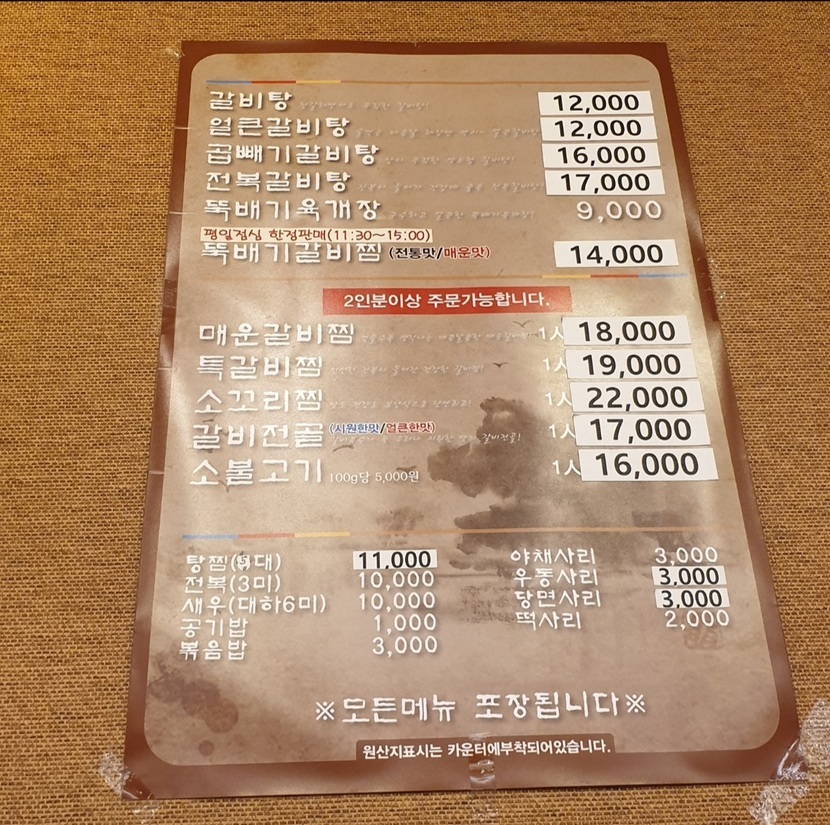 갈비탕 12,000
얼큰갈비탕 12,000
곱빼기갈비탕 16,000
전복갈비탕 17,000
뚝배기육개장 9,000
평일점심 한정판매(11:30~15:00)
뚝배기갈비찜 (전통맛/매운맛) 14,000
2인분이상 주문가능합니다.
매운갈비찜 1人 18,000
특갈비찜 1人 19,000
소꼬리찜 1人 22,000
갈비전골 (시원한맛/얼큰한맛) 1人 17,000
소불고기 100g당 5,000원 1人 16,000
탕찜( 대) 11,000
전복(3미) 10,000
새우(대하6미) 10,000
공기밥 1,000
볶음밥 3,000
야채사리 3,000
우동사리 3,000
당면사리 3,000
떡사리 2,000
※모든메뉴 포장됩니다※
원산지표시는 카운터에부착되어있습니다.